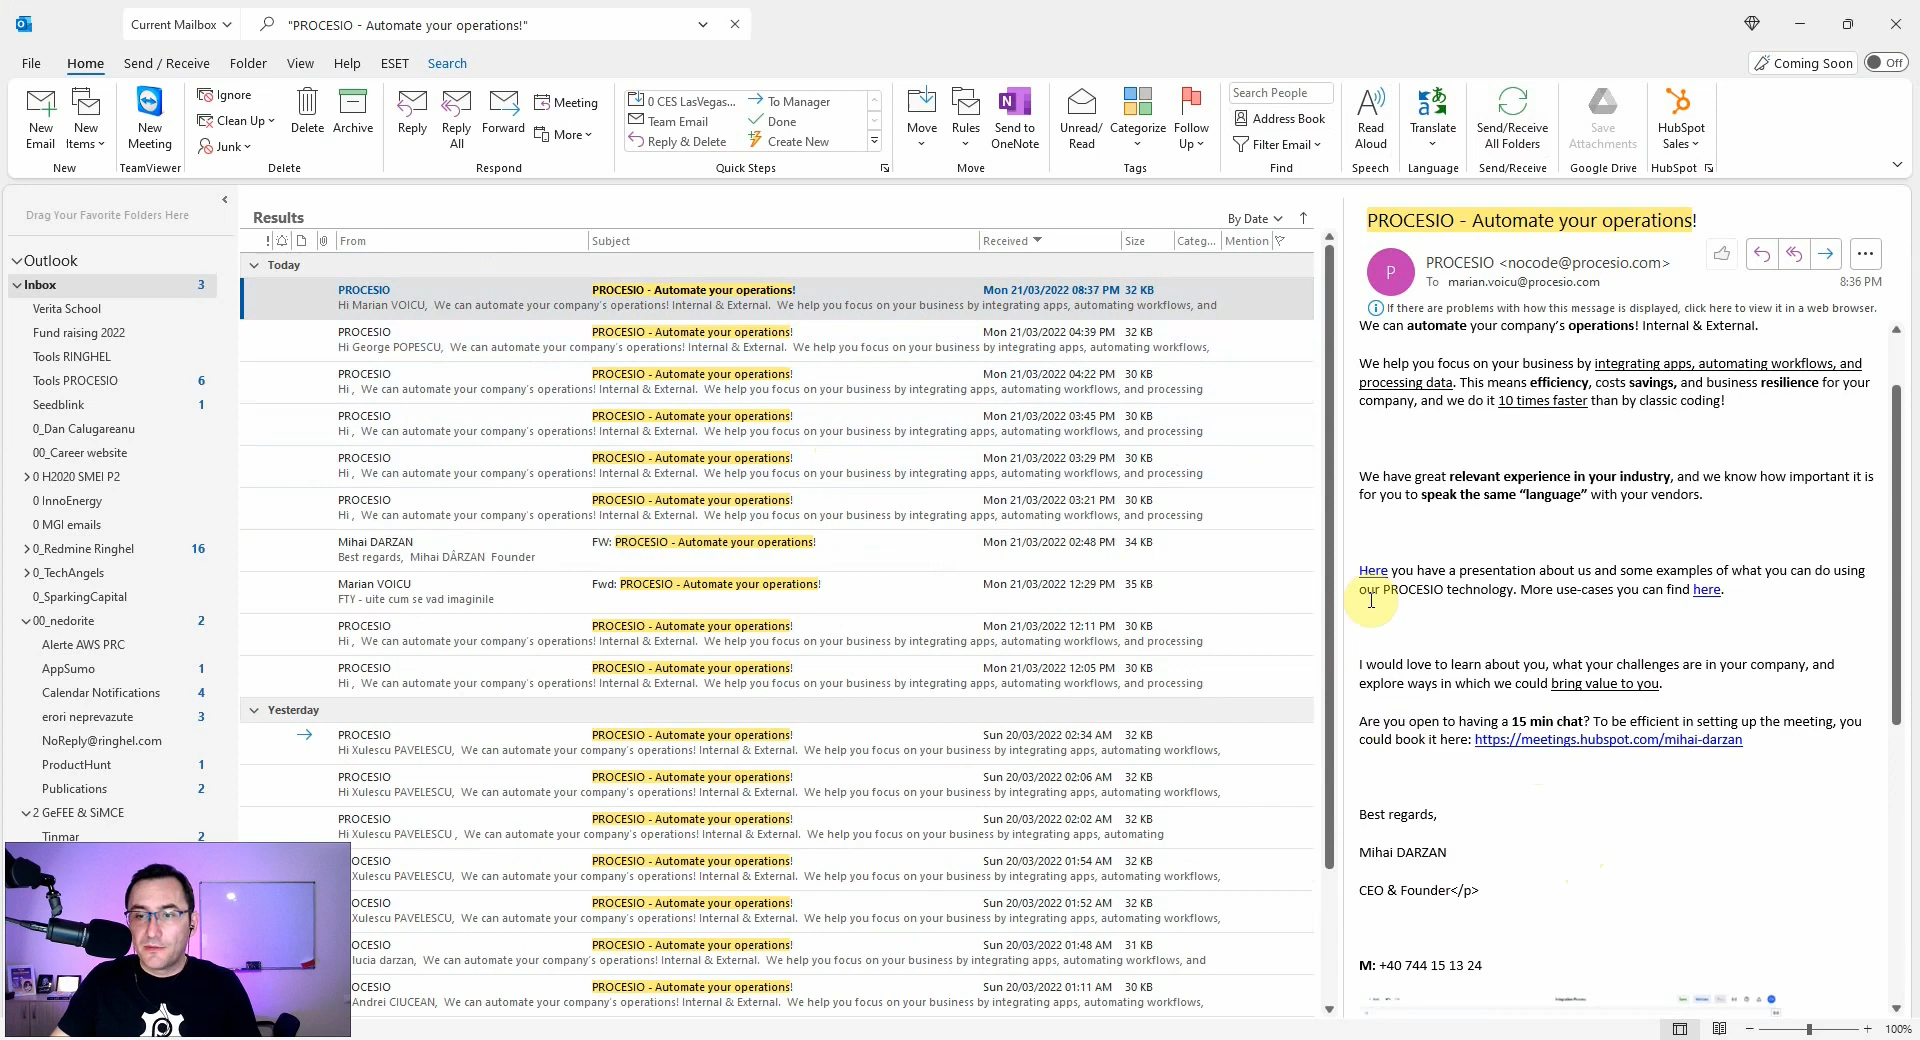 Current Mailbox
"PROCESIO - Automate your operations!"
File Home Send / Receive Folder View Help ESET Search
Coming Soon Off
New Email
New Items
New
New Meeting
TeamViewer
Ignore
Clean Up
Junk
Delete
Archive
Delete
Reply
Reply All
Forward
Meeting
More
Respond
0 CES LasVegas...
Team Email
Reply & Delete
To Manager
Done
Create New
Quick Steps
Move
Rules
Send to OneNote
Move
Unread/ Read
Categorize
Follow Up
Tags
Search People
Address Book
Filter Email
Find
Read Aloud
Speech
Translate
Language
Send/Receive All Folders
Send/Receive
Save Attachments
Google Drive
HubSpot Sales
HubSpot
Drag Your Favorite Folders Here
Outlook
Inbox 3
Verita School
Fund raising 2022
Tools RINGHEL
Tools PROCESIO 6
Seedblink 1
0_Dan Calugareanu
00_Career website
0 H2020 SMEI P2
0 InnoEnergy
0 MGI emails
0_Redmine Ringhel 16
0_TechAngels
0_SparkingCapital
00_nedorite 2
Alerte AWS PRC
AppSumo 1
Calendar Notifications 4
erori neprevazute 3
NoReply@ringhel.com
ProductHunt 1
Publications 2
2 GeFEE & SiMCE
Tinmar 2
Results
By Date
! From Subject Received Size Categ... Mention
Today
PROCESIO PROCESIO - Automate your operations! Mon 21/03/2022 08:37 PM 32 KB
Hi Marian VOICU, We can automate your company's operations! Internal & External. We help you focus on your business by integrating apps, automating workflows, and
PROCESIO PROCESIO - Automate your operations! Mon 21/03/2022 04:39 PM 32 KB
Hi George POPESCU, We can automate your company's operations! Internal & External. We help you focus on your business by integrating apps, automating workflows,
PROCESIO PROCESIO - Automate your operations! Mon 21/03/2022 04:22 PM 30 KB
Hi , We can automate your company's operations! Internal & External. We help you focus on your business by integrating apps, automating workflows, and processing
PROCESIO PROCESIO - Automate your operations! Mon 21/03/2022 03:45 PM 30 KB
Hi , We can automate your company's operations! Internal & External. We help you focus on your business by integrating apps, automating workflows, and processing
PROCESIO PROCESIO - Automate your operations! Mon 21/03/2022 03:29 PM 30 KB
Hi , We can automate your company's operations! Internal & External. We help you focus on your business by integrating apps, automating workflows, and processing
PROCESIO PROCESIO - Automate your operations! Mon 21/03/2022 03:21 PM 30 KB
Hi , We can automate your company's operations! Internal & External. We help you focus on your business by integrating apps, automating workflows, and processing
Mihai DARZAN FW: PROCESIO - Automate your operations! Mon 21/03/2022 02:48 PM 34 KB
Best regards, Mihai DÂRZAN Founder
Marian VOICU Fwd: PROCESIO - Automate your operations! Mon 21/03/2022 12:29 PM 35 KB
FTY - uite cum se vad imaginile
PROCESIO PROCESIO - Automate your operations! Mon 21/03/2022 12:11 PM 30 KB
Hi , We can automate your company's operations! Internal & External. We help you focus on your business by integrating apps, automating workflows, and processing
PROCESIO PROCESIO - Automate your operations! Mon 21/03/2022 12:05 PM 30 KB
Hi , We can automate your company's operations! Internal & External. We help you focus on your business by integrating apps, automating workflows, and processing
Yesterday
PROCESIO PROCESIO - Automate your operations! Sun 20/03/2022 02:34 AM 32 KB
Hi Xulescu PAVELESCU, We can automate your company's operations! Internal & External. We help you focus on your business by integrating apps, automating workflows,
PROCESIO PROCESIO - Automate your operations! Sun 20/03/2022 02:06 AM 32 KB
Hi Xulescu PAVELESCU, We can automate your company's operations! Internal & External. We help you focus on your business by integrating apps, automating workflows,
PROCESIO PROCESIO - Automate your operations! Sun 20/03/2022 02:02 AM 32 KB
Hi Xulescu PAVELESCU , We can automate your company's operations! Internal & External. We help you focus on your business by integrating apps, automating
OCESIO PROCESIO - Automate your operations! Sun 20/03/2022 01:54 AM 32 KB
Xulescu PAVELESCU, We can automate your company's operations! Internal & External. We help you focus on your business by integrating apps, automating workflows,
OCESIO PROCESIO - Automate your operations! Sun 20/03/2022 01:52 AM 32 KB
Xulescu PAVELESCU, We can automate your company's operations! Internal & External. We help you focus on your business by integrating apps, automating workflows,
OCESIO PROCESIO - Automate your operations! Sun 20/03/2022 01:48 AM 31 KB
lucia darzan, We can automate your company's operations! Internal & External. We help you focus on your business by integrating apps, automating workflows, and
OCESIO PROCESIO - Automate your operations! Sun 20/03/2022 01:11 AM 30 KB
Andrei CIUCEAN, We can automate your company's operations! Internal & External. We help you focus on your business by integrating apps, automating workflows,
PROCESIO - Automate your operations!
P
PROCESIO <nocode@procesio.com>
To marian.voicu@procesio.com
8:36 PM
If there are problems with how this message is displayed, click here to view it in a web browser.
We can automate your company's operations! Internal & External.
We help you focus on your business by integrating apps, automating workflows, and
processing data. This means efficiency, costs savings, and business resilience for your
company, and we do it 10 times faster than by classic coding!
We have great relevant experience in your industry, and we know how important it is
for you to speak the same “language” with your vendors.
Here you have a presentation about us and some examples of what you can do using
our PROCESIO technology. More use-cases you can find here.
I would love to learn about you, what your challenges are in your company, and
explore ways in which we could bring value to you.
Are you open to having a 15 min chat? To be efficient in setting up the meeting, you
could book it here: https://meetings.hubspot.com/mihai-darzan
Best regards,
Mihai DARZAN
CEO & Founder</p>
M: +40 744 15 13 24
100%